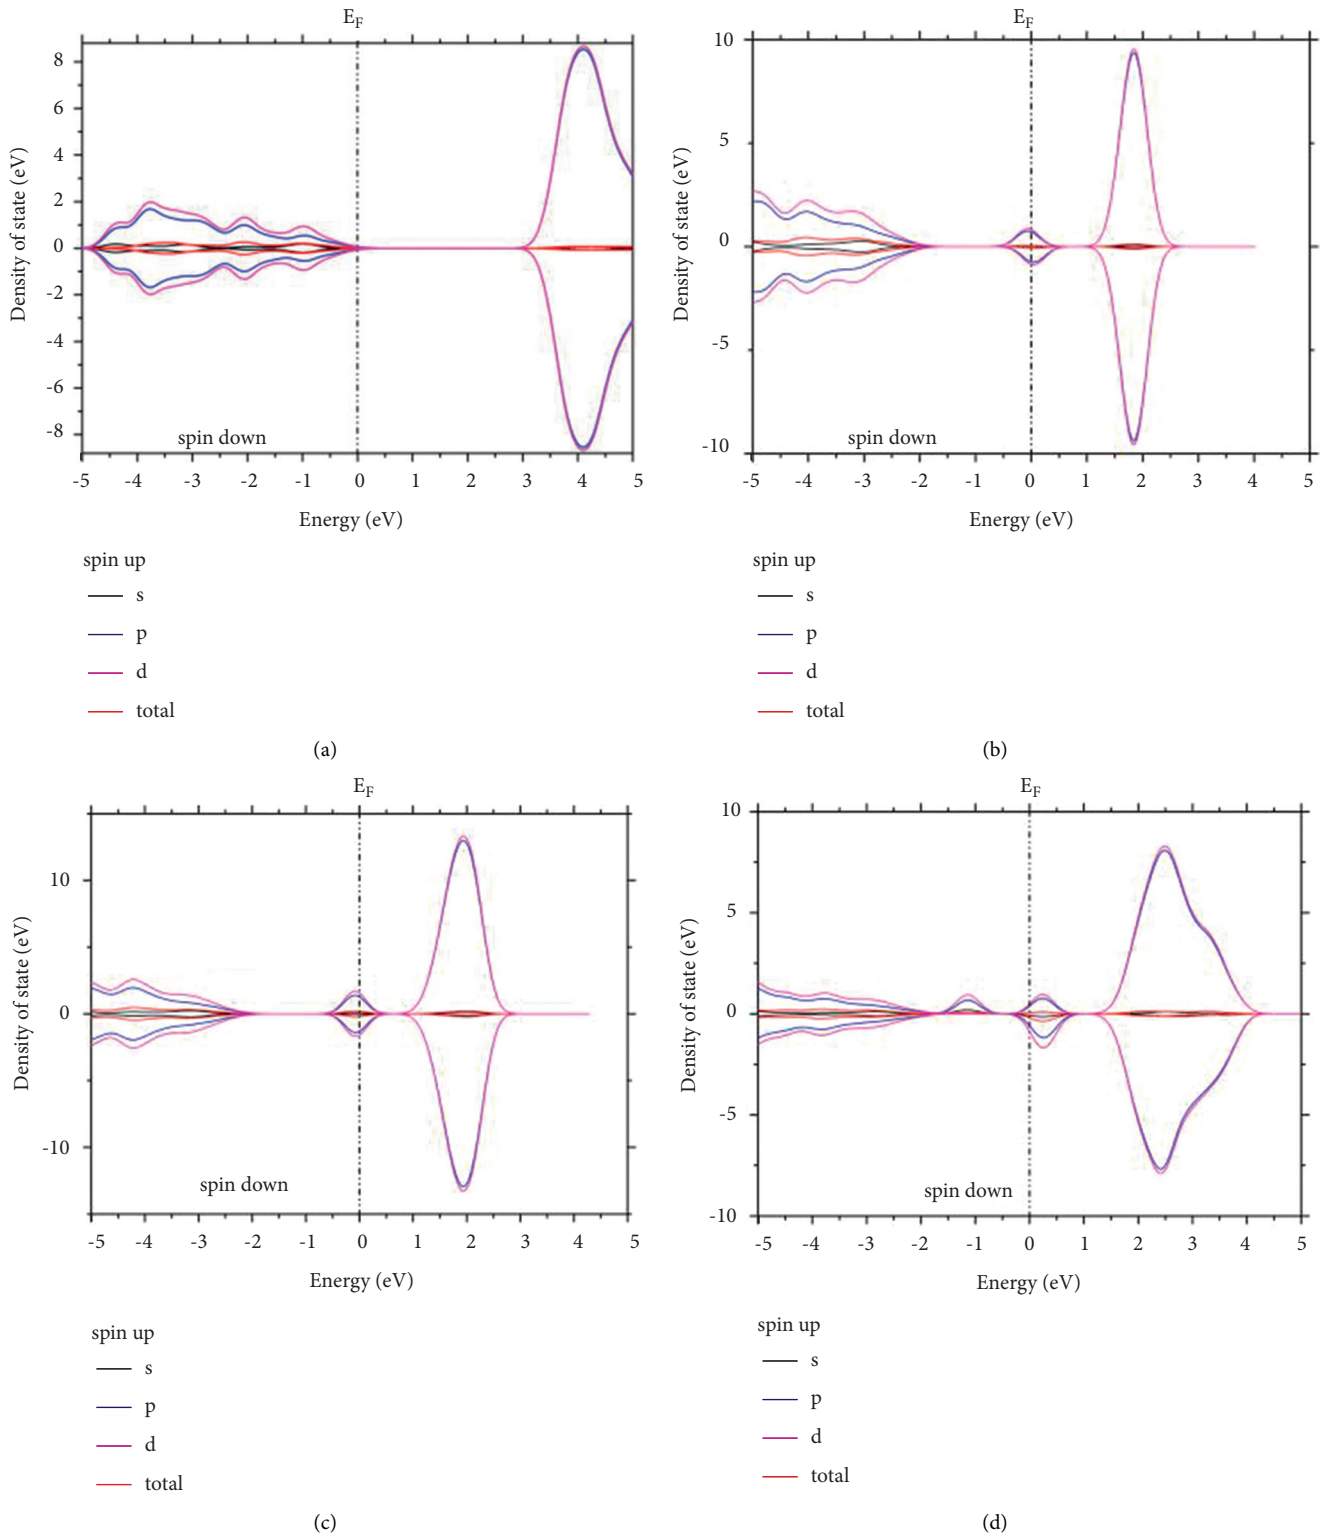 E_F
Density of state (eV)
8
6
4
2
0
-2
-4
-6
-8
spin down
-5 -4 -3 -2 -1 0 1 2 3 4 5
Energy (eV)
spin up
s
p
d
total
(a)
E_F
Density of state (eV)
10
5
0
-5
-10
spin down
-5 -4 -3 -2 -1 0 1 2 3 4 5
Energy (eV)
spin up
s
p
d
total
(b)
E_F
Density of state (eV)
10
0
-10
spin down
-5 -4 -3 -2 -1 0 1 2 3 4 5
Energy (eV)
spin up
s
p
d
total
(c)
E_F
Density of state (eV)
10
5
0
-5
-10
spin down
-5 -4 -3 -2 -1 0 1 2 3 4 5
Energy (eV)
spin up
s
p
d
total
(d)